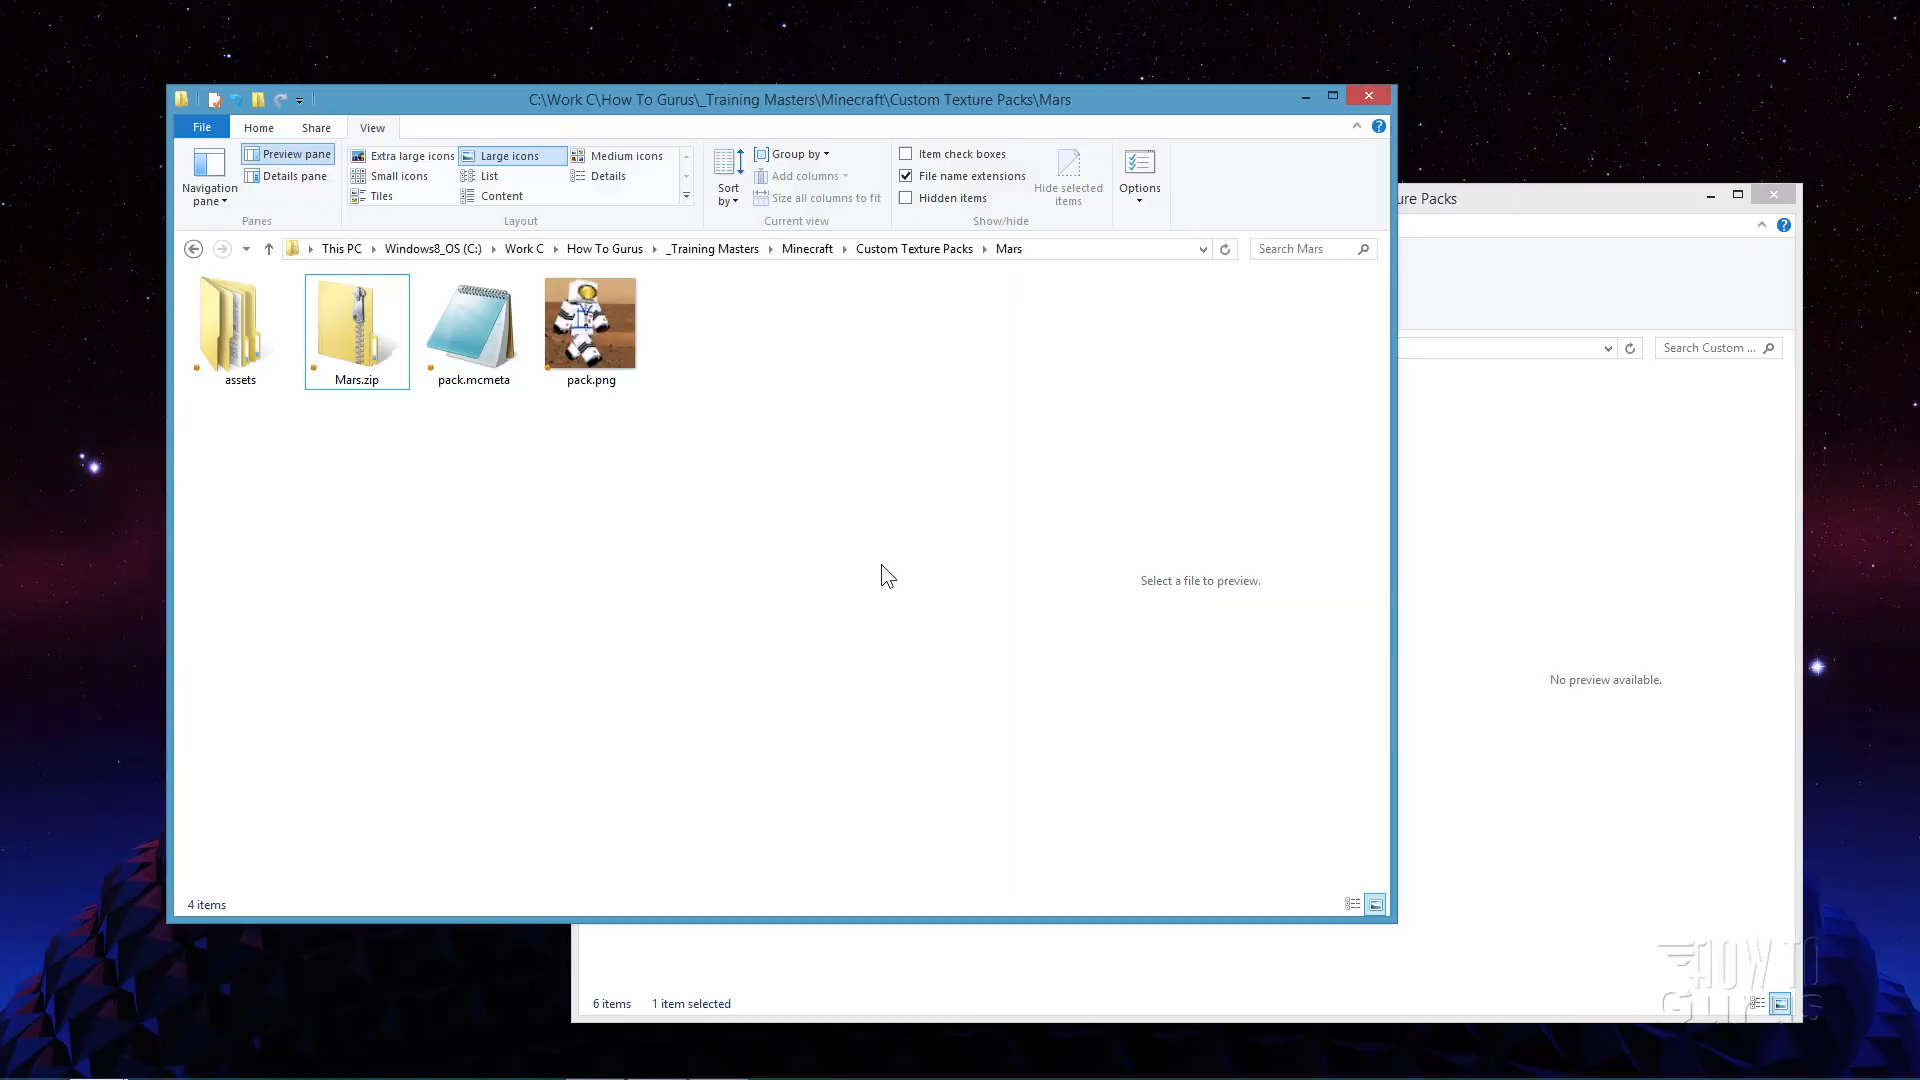 C:\Work C\How To Gurus\_Training Masters\Minecraft\Custom Texture Packs\Mars
File Home Share View
Navigation pane
Preview pane
Details pane
Panes
Extra large icons Large icons Medium icons
Small icons List Details
Tiles Content
Layout
Sort by
Group by
Add columns
Size all columns to fit
Current view
Item check boxes
File name extensions
Hidden items
Hide selected items
Show/hide
Options
ure Packs
This PC Windows8_OS (C:) Work C How To Gurus _Training Masters Minecraft Custom Texture Packs Mars
Search Mars
Search Custom ...
assets Mars.zip pack.mcmeta pack.png
Select a file to preview.
No preview available.
4 items
6 items 1 item selected
HOW TO
GURUS